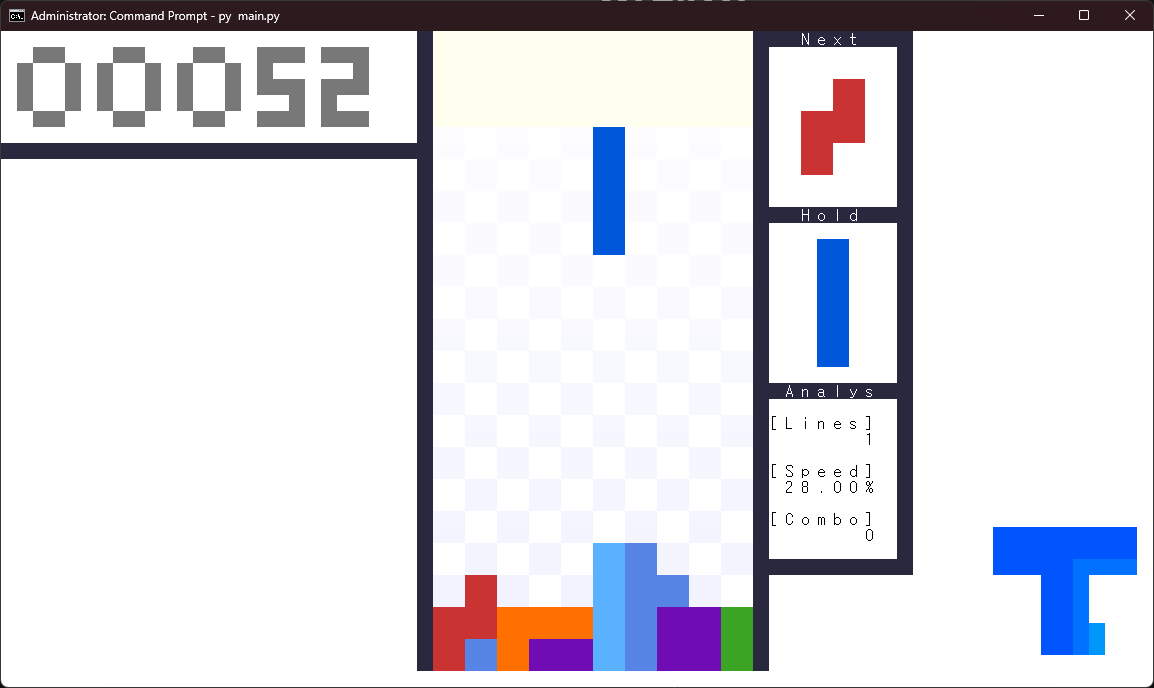 Administrator: Command Prompt - py main.py
00052
Next
Hold
Analys
[Lines]
1
[Speed]
28.00%
[Combo]
0